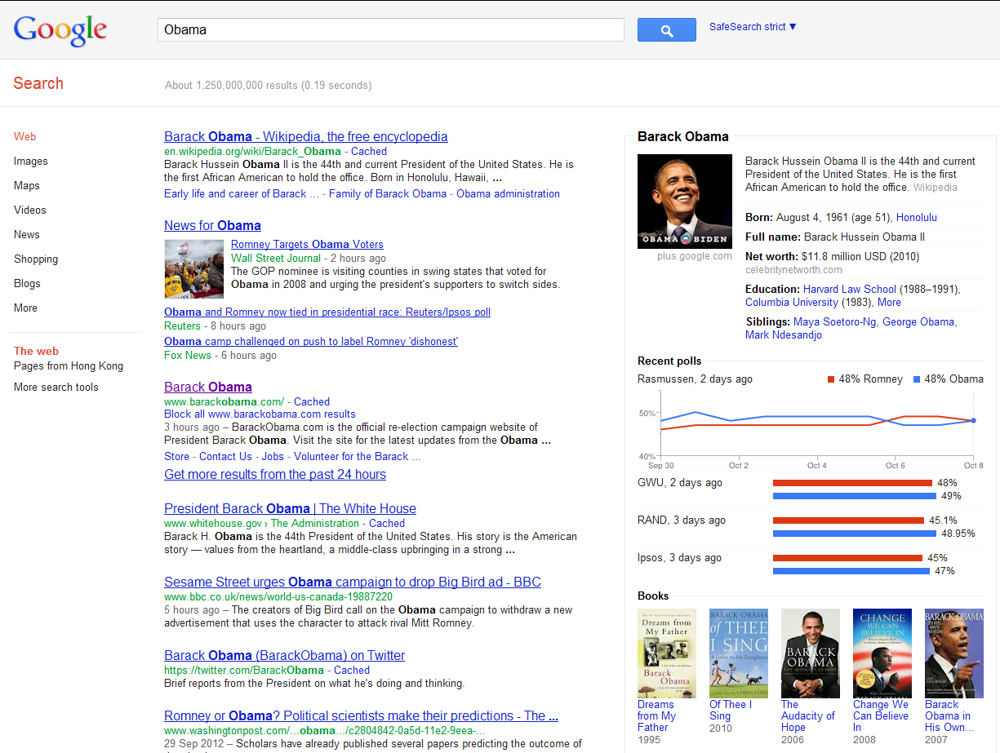 Google
Obama
SafeSearch strict ▼
Search
About 1,250,000,000 results (0.19 seconds)
Web
Images
Maps
Videos
News
Shopping
Blogs
More
The web
Pages from Hong Kong
More search tools
Barack Obama - Wikipedia, the free encyclopedia
en.wikipedia.org/wiki/Barack_Obama - Cached
Barack Hussein Obama II is the 44th and current President of the United States. He is
the first African American to hold the office. Born in Honolulu, Hawaii, ...
Early life and career of Barack ... - Family of Barack Obama - Obama administration
News for Obama
Romney Targets Obama Voters
Wall Street Journal - 2 hours ago
The GOP nominee is visiting counties in swing states that voted for
Obama in 2008 and urging the president's supporters to switch sides.
Obama and Romney now tied in presidential race: Reuters/Ipsos poll
Reuters - 8 hours ago
Obama camp challenged on push to label Romney 'dishonest'
Fox News - 6 hours ago
Barack Obama
www.barackobama.com/ - Cached
Block all www.barackobama.com results
3 hours ago – BarackObama.com is the official re-election campaign website of
President Barack Obama. Visit the site for the latest updates from the Obama ...
Store - Contact Us - Jobs - Volunteer for the Barack ...
Get more results from the past 24 hours
President Barack Obama | The White House
www.whitehouse.gov › The Administration - Cached
Barack H. Obama is the 44th President of the United States. His story is the American
story — values from the heartland, a middle-class upbringing in a strong ...
Sesame Street urges Obama campaign to drop Big Bird ad - BBC
www.bbc.co.uk/news/world-us-canada-19887220
5 hours ago – The creators of Big Bird call on the Obama campaign to withdraw a new
advertisement that uses the character to attack rival Mitt Romney.
Barack Obama (BarackObama) on Twitter
https://twitter.com/BarackObama - Cached
Brief reports from the President on what he's doing and thinking.
Romney or Obama? Political scientists make their predictions - The ...
www.washingtonpost.com/...obama.../c2804842-0a5d-11e2-9eea-...
29 Sep 2012 – Scholars have already published several papers predicting the outcome of
Barack Obama
OBAMA BIDEN
plus.google.com
Barack Hussein Obama II is the 44th and current
President of the United States. He is the first
African American to hold the office. Wikipedia
Born: August 4, 1961 (age 51), Honolulu
Full name: Barack Hussein Obama II
Net worth: $11.8 million USD (2010)
celebritynetworth.com
Education: Harvard Law School (1988–1991),
Columbia University (1983), More
Siblings: Maya Soetoro-Ng, George Obama,
Mark Ndesandjo
Recent polls
Rasmussen, 2 days ago
48% Romney 48% Obama
50%
40%
Sep 30 Oct 2 Oct 4 Oct 6 Oct 8
GWU, 2 days ago
48%
49%
RAND, 3 days ago
45.1%
48.95%
Ipsos, 3 days ago
45%
47%
Books
Dreams from
My Father
Barack
Obama
BARACK OBAMA
of THEE
I SING
A Letter to My Daughters
LOREN LONG
BARACK
OBAMA
THE AUDACITY OF HOPE
CHANGE
WE CAN
BELIEVE IN
BARACK OBAMA
IN HIS OWN
WORDS
Dreams
from My
Father
1995
Of Thee I
Sing
2010
The
Audacity of
Hope
2006
Change We
Can Believe
In
2008
Barack
Obama in
His Own...
2007